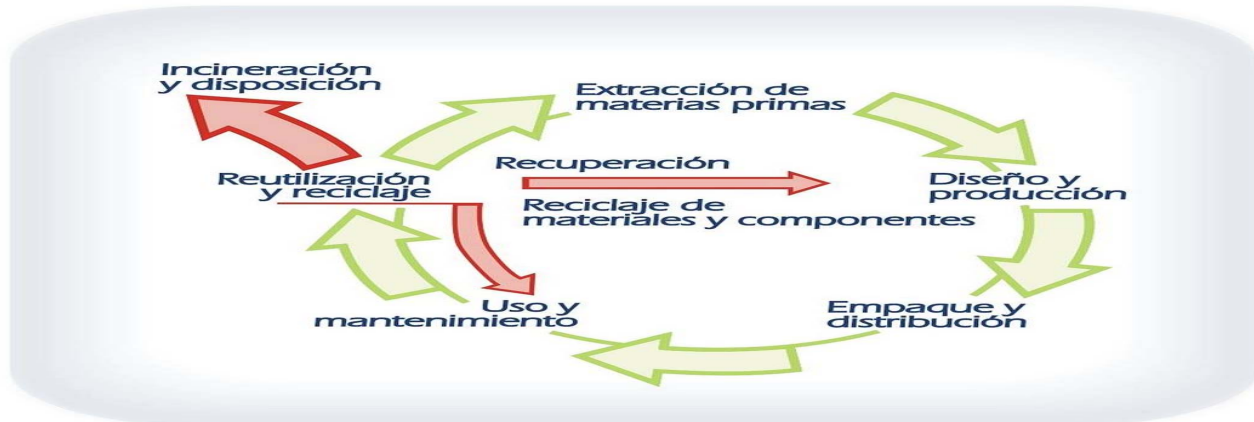 Incineración
y disposición
Extracción de
materias primas
Recuperación
Reutilización
y reciclaje
Diseño y
producción
Reciclaje de
materiales y componentes
Uso y
mantenimiento
Empaque y
distribución